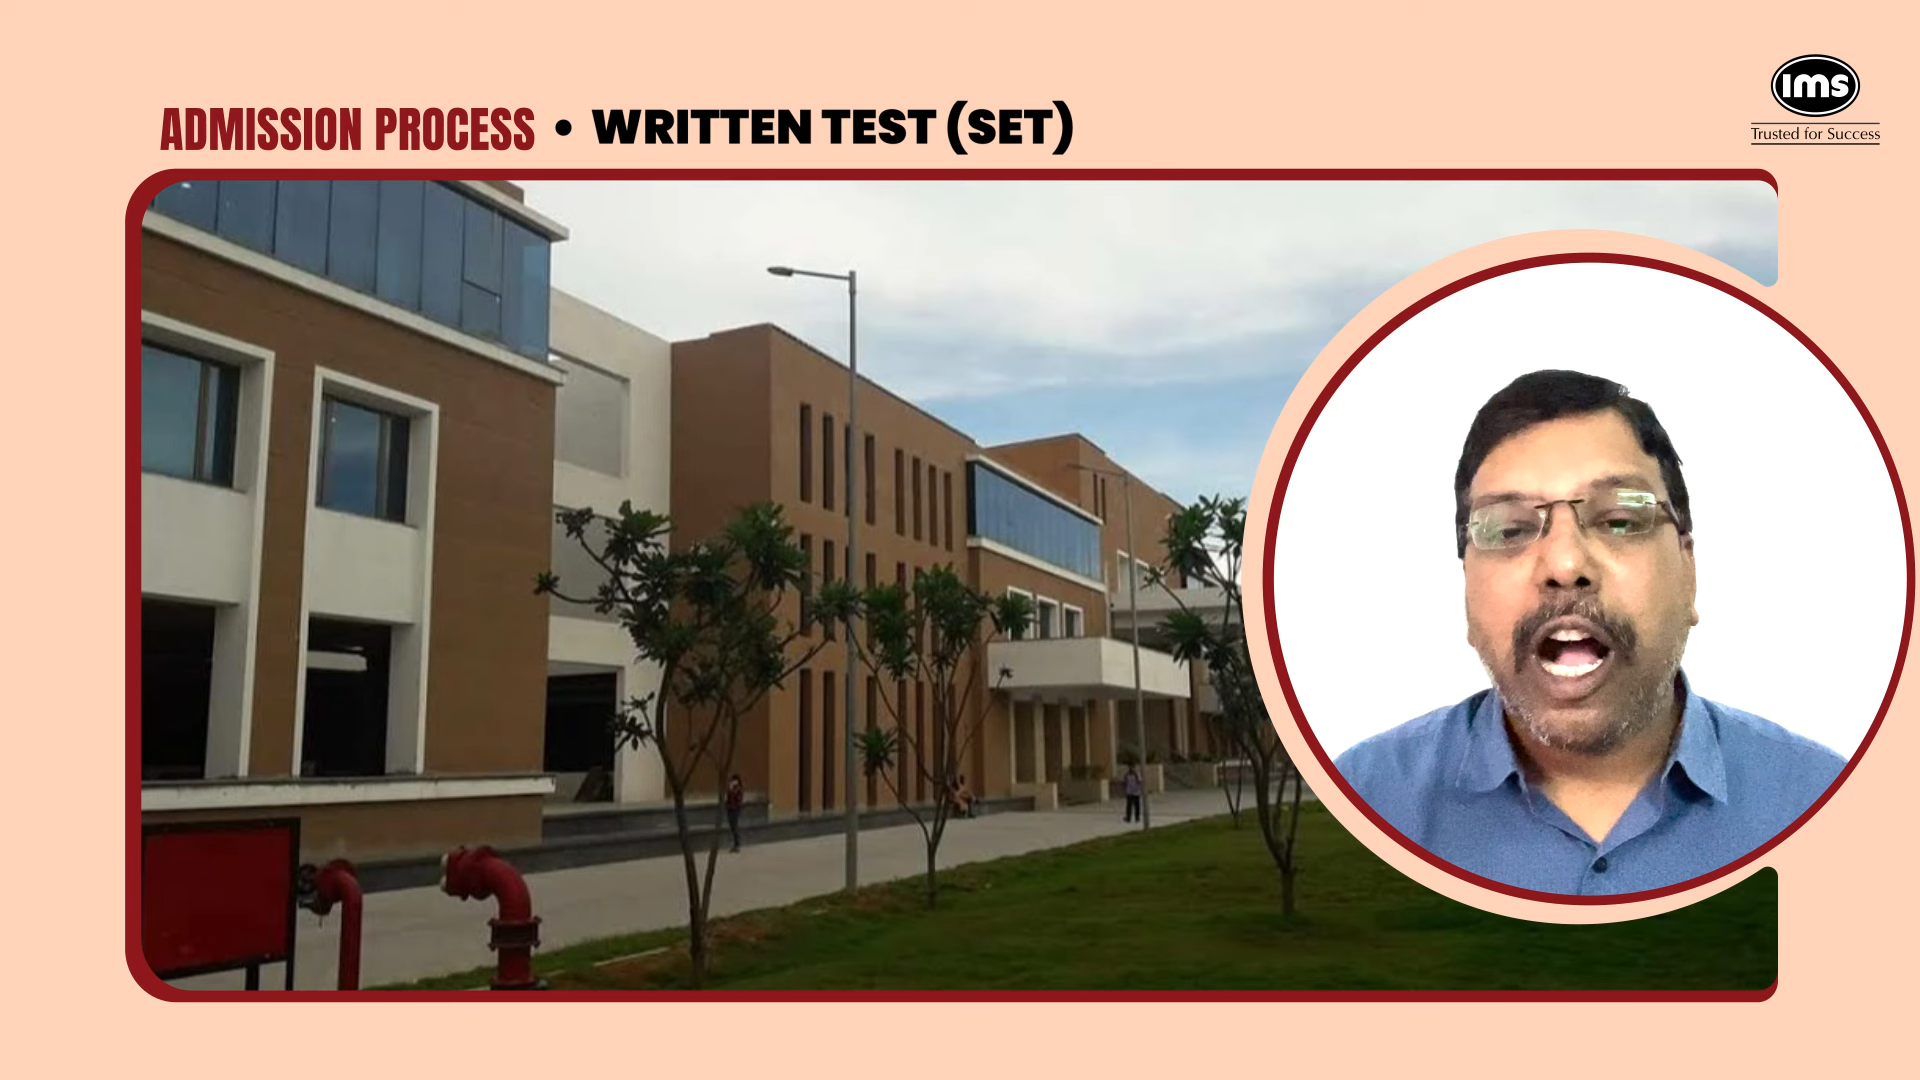 ADMISSION PROCESS • WRITTEN TEST (SET)
ims
Trusted for Success